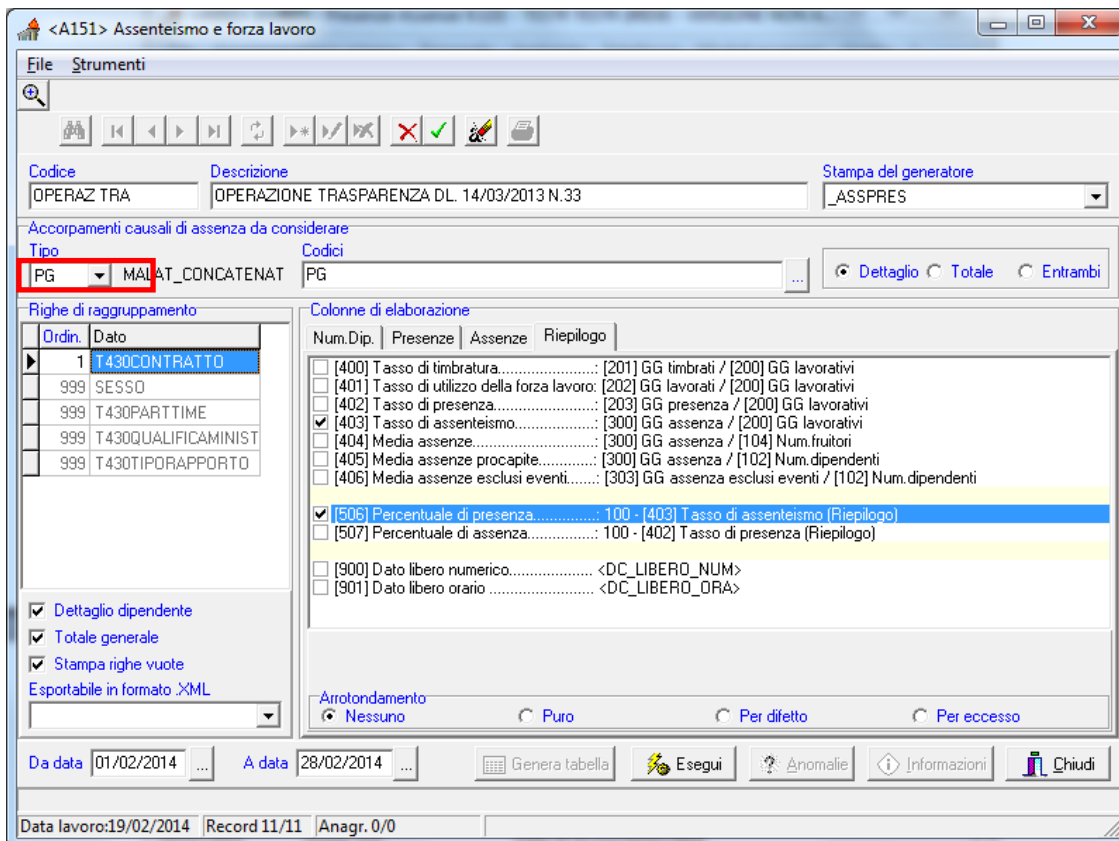 <A151> Assenteismo e forza lavoro
File Strumenti
Codice Descrizione Stampa del generatore
OPERAZ TRA OPERAZIONE TRASPARENZA DL. 14/03/2013 N.33 _ASSPRES
Accorpamenti causali di assenza da considerare
Tipo Codici
PG MALAT_CONCATENAT PG ... Dettaglio Totale Entrambi
Righe di raggruppamento Colonne di elaborazione
Ordin. Dato Num.Dip. Presenze Assenze Riepilogo
1 T430CONTRATTO
999 SESSO
999 T430PARTTIME
999 T430QUALIFICAMINIST
999 T430TIPORAPPORTO
[400] Tasso di timbratura.......................: [201] GG timbrati / [200] GG lavorativi
[401] Tasso di utilizzo della forza lavoro: [202] GG lavorati / [200] GG lavorativi
[402] Tasso di presenza.......................: [203] GG presenza / [200] GG lavorativi
[403] Tasso di assenteismo...................: [300] GG assenza / [200] GG lavorativi
[404] Media assenze............................: [300] GG assenza / [104] Num.fruitori
[405] Media assenze procapite.............: [300] GG assenza / [102] Num.dipendenti
[406] Media assenze esclusi eventi......: [303] GG assenza esclusi eventi / [102] Num.dipendenti
[506] Percentuale di presenza...............: 100 - [403] Tasso di assenteismo (Riepilogo)
[507] Percentuale di assenza................: 100 - [402] Tasso di presenza (Riepilogo)
[900] Dato libero numerico.................... <DC_LIBERO_NUM>
[901] Dato libero orario ......................... <DC_LIBERO_ORA>
Dettaglio dipendente
Totale generale
Stampa righe vuote
Esportabile in formato .XML
Arrotondamento
Nessuno Puro Per difetto Per eccesso
Da data 01/02/2014 ... A data 28/02/2014 ... Genera tabella Esegui Anomalie Informazioni Chiudi
Data lavoro:19/02/2014 Record 11/11 Anagr. 0/0